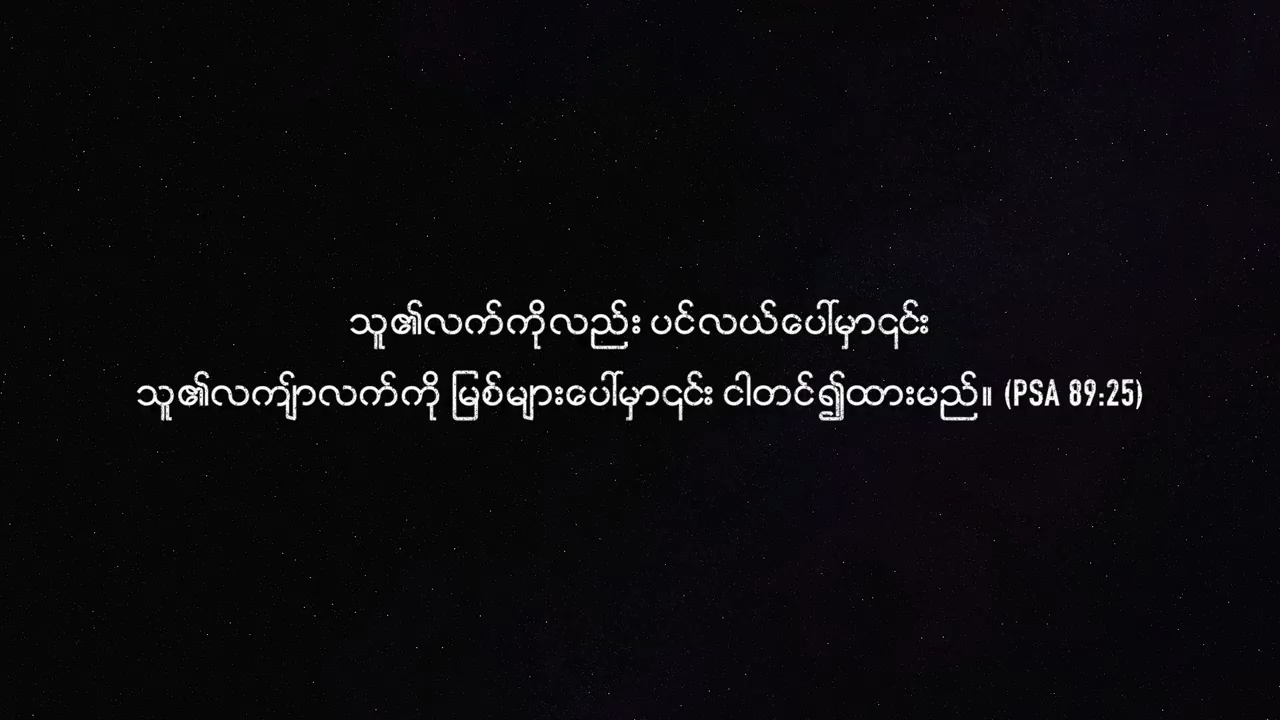 သူ၏လက်ကိုလည်း ပင်လယ်ပေါ်မှာ၎င်း
သူ၏လကျ်ာလက်ကို မြစ်များပေါ်မှာ၎င်း ငါတင်၍ထားမည်။ (PSA 89:25)